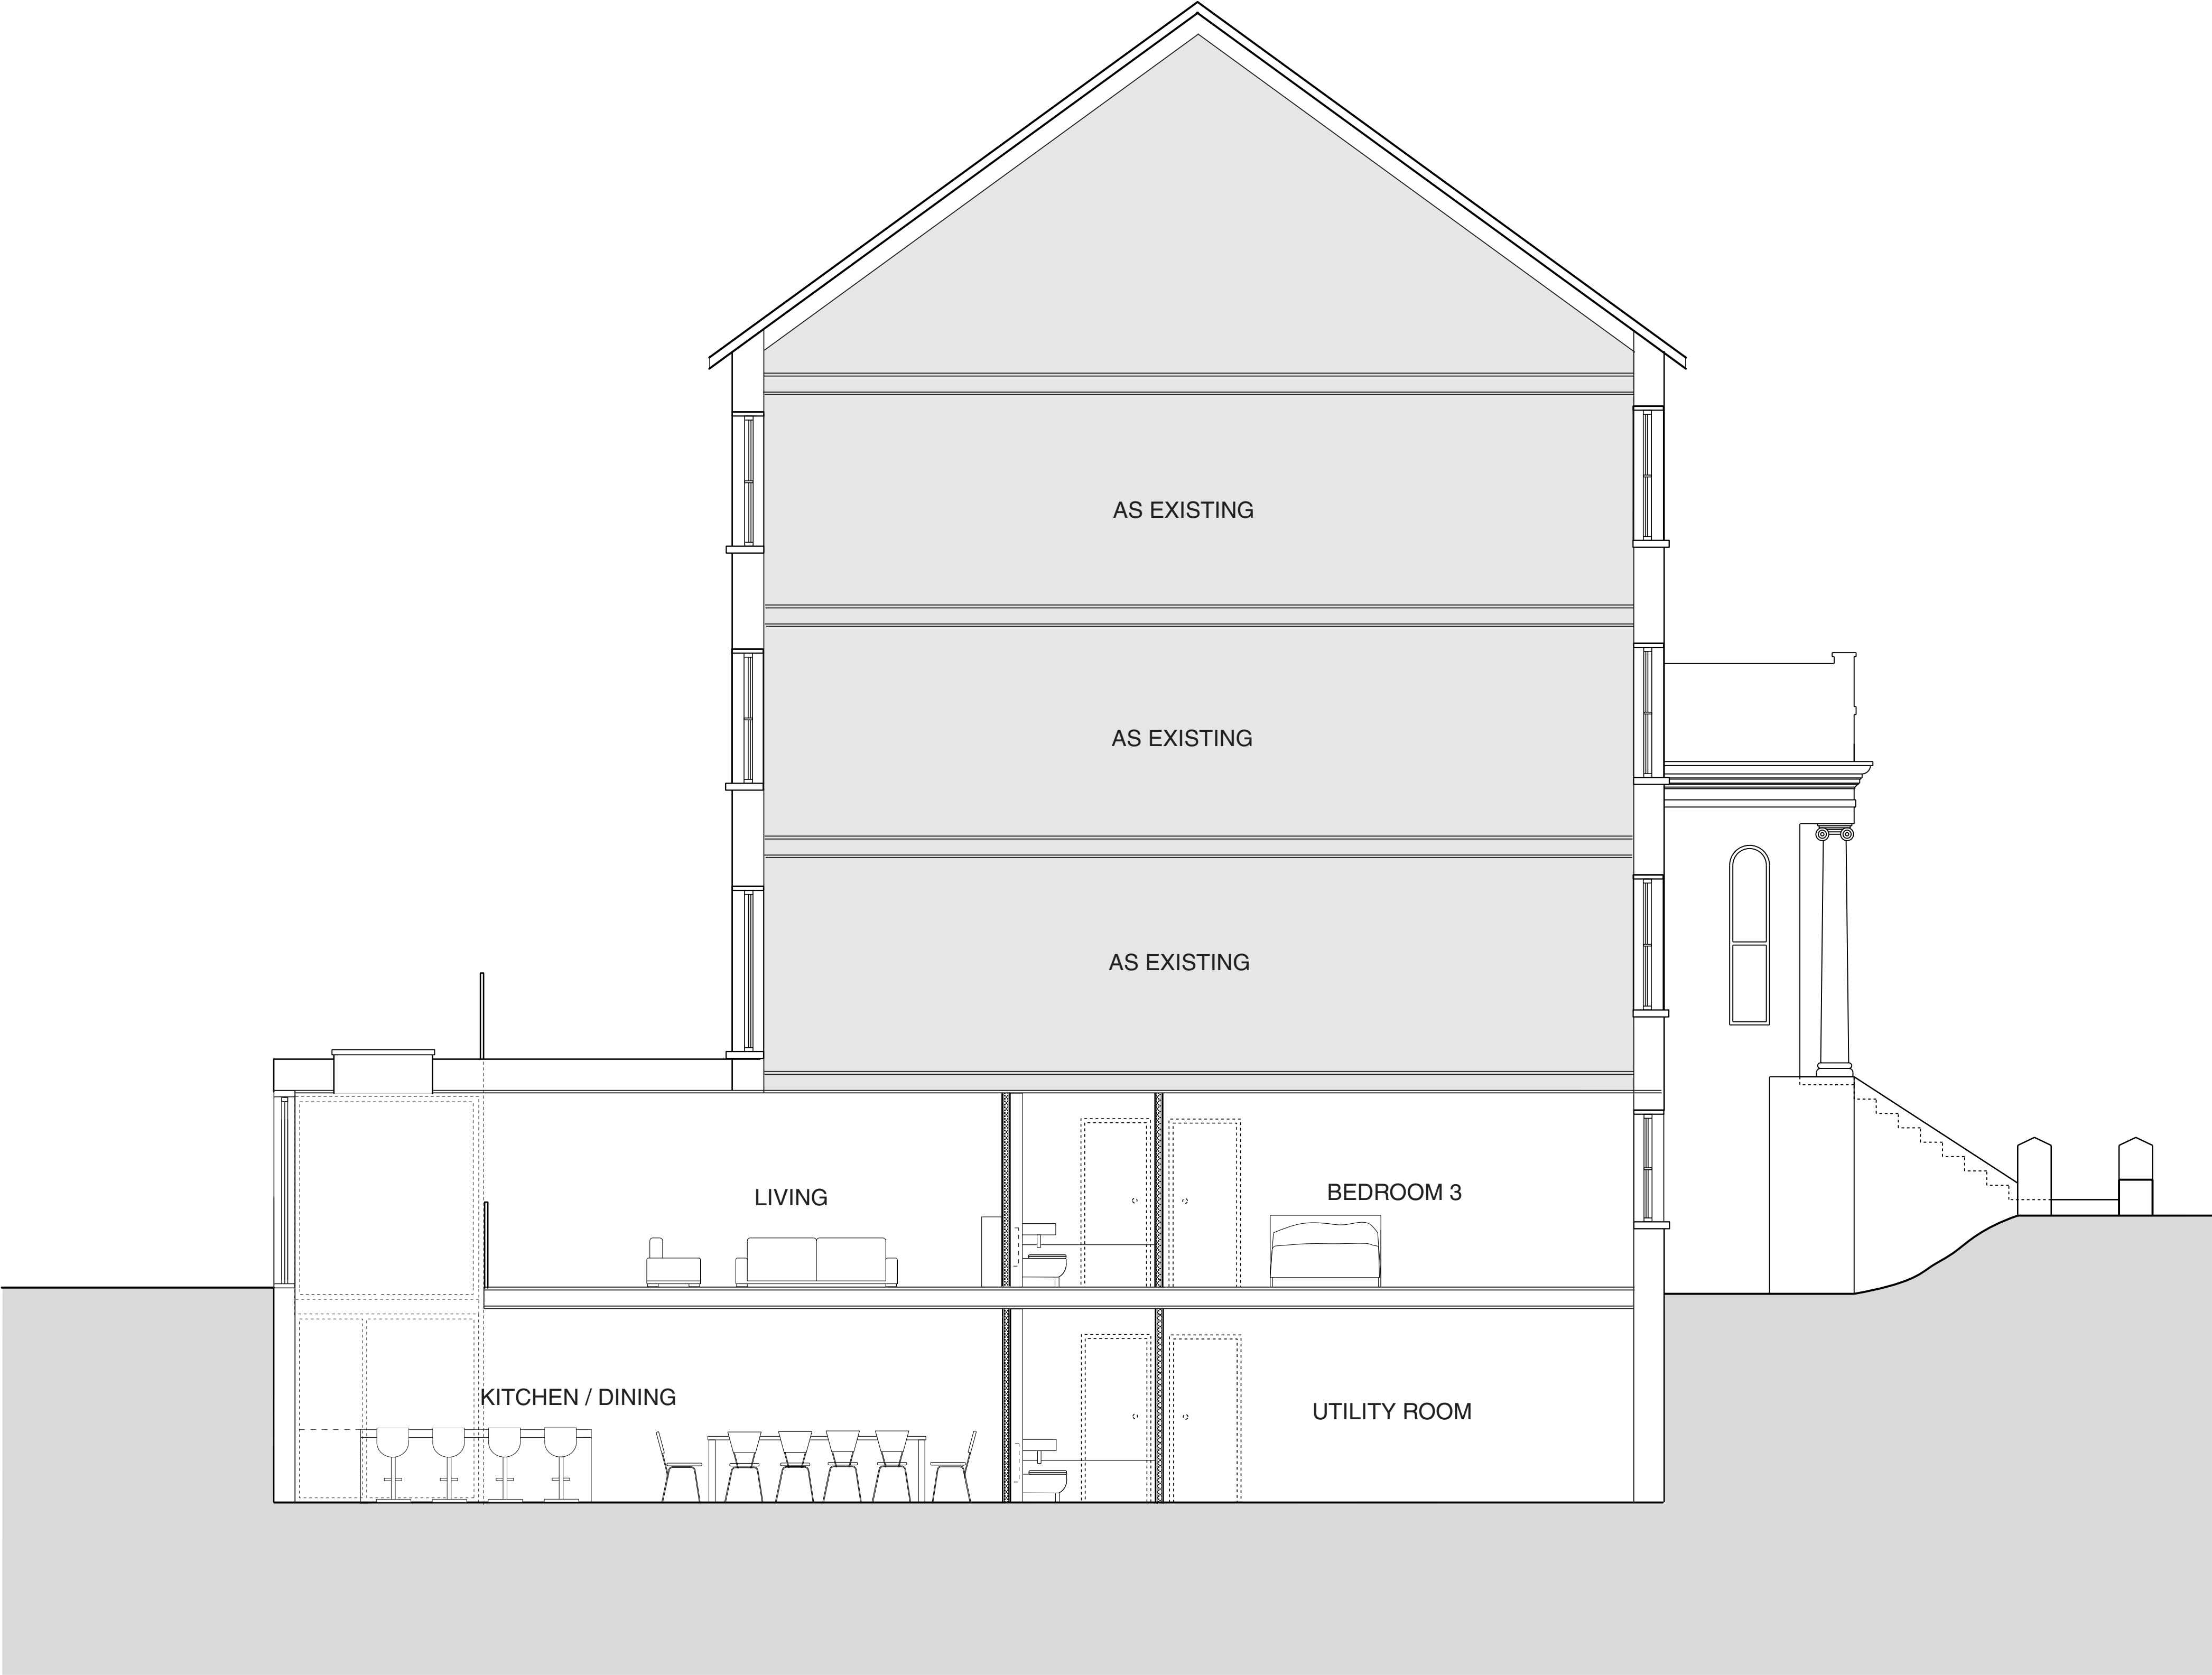 AS EXISTING
AS EXISTING
AS EXISTING
LIVING
BEDROOM 3
KITCHEN / DINING
UTILITY ROOM